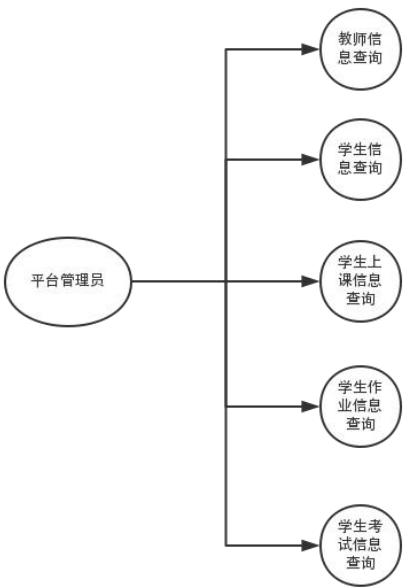 教师信
息查询
学生信
息查询
平台管理员
学生上
课信息
查询
学生作
业信息
查询
学生考
试信息
查询